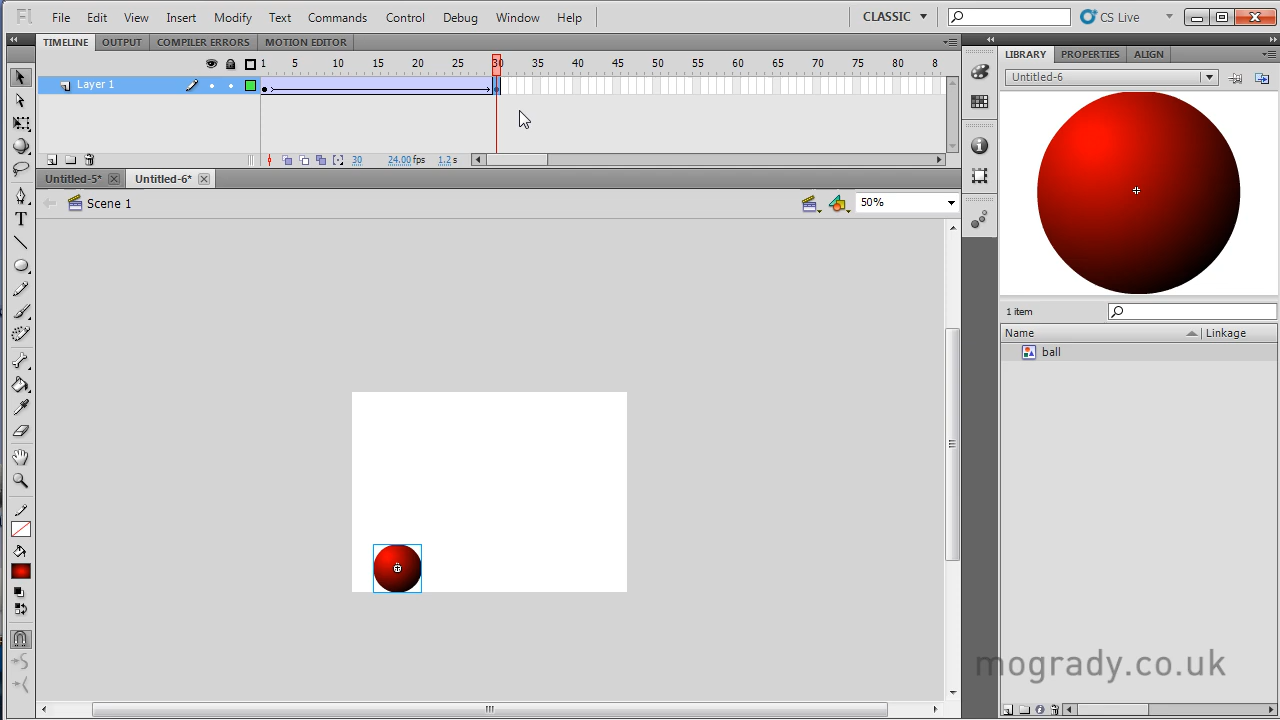 Fl File Edit View Insert Modify Text Commands Control Debug Window Help CLASSIC CS Live
TIMELINE OUTPUT COMPILER ERRORS MOTION EDITOR
1 5 10 15 20 25 30 35 40 45 50 55 60 65 70 75 80 8
Layer 1
30 24.00 fps 1.2 s
Untitled-5* Untitled-6*
Scene 1 50%
LIBRARY PROPERTIES ALIGN
Untitled-6
1 item
Name Linkage
ball
mogrady.co.uk